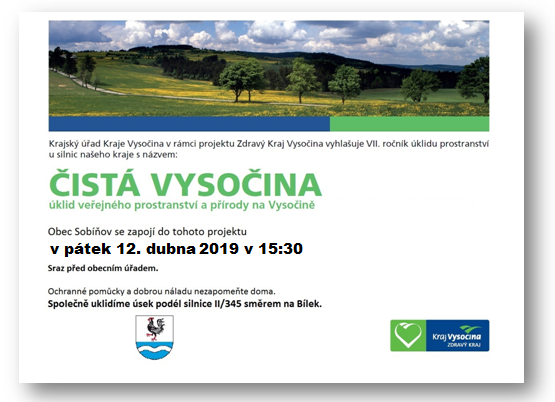 Krajský úřad Kraje Vysočina v rámci projektu Zdravý Kraj Vysočina vyhlašuje VII. ročník úklidu prostranství
u silnic našeho kraje s názvem:
ČISTÁ VYSOČINA
úklid veřejného prostranství a přírody na Vysočině
Obec Sobíňov se zapojí do tohoto projektu
v pátek 12. dubna 2019 v 15:30
Sraz před obecním úřadem.
Ochranné pomůcky a dobrou náladu nezapomeňte doma.
Společně uklidíme úsek podél silnice II/345 směrem na Bílek.
Kraj Vysočina
ZDRAVÝ KRAJ